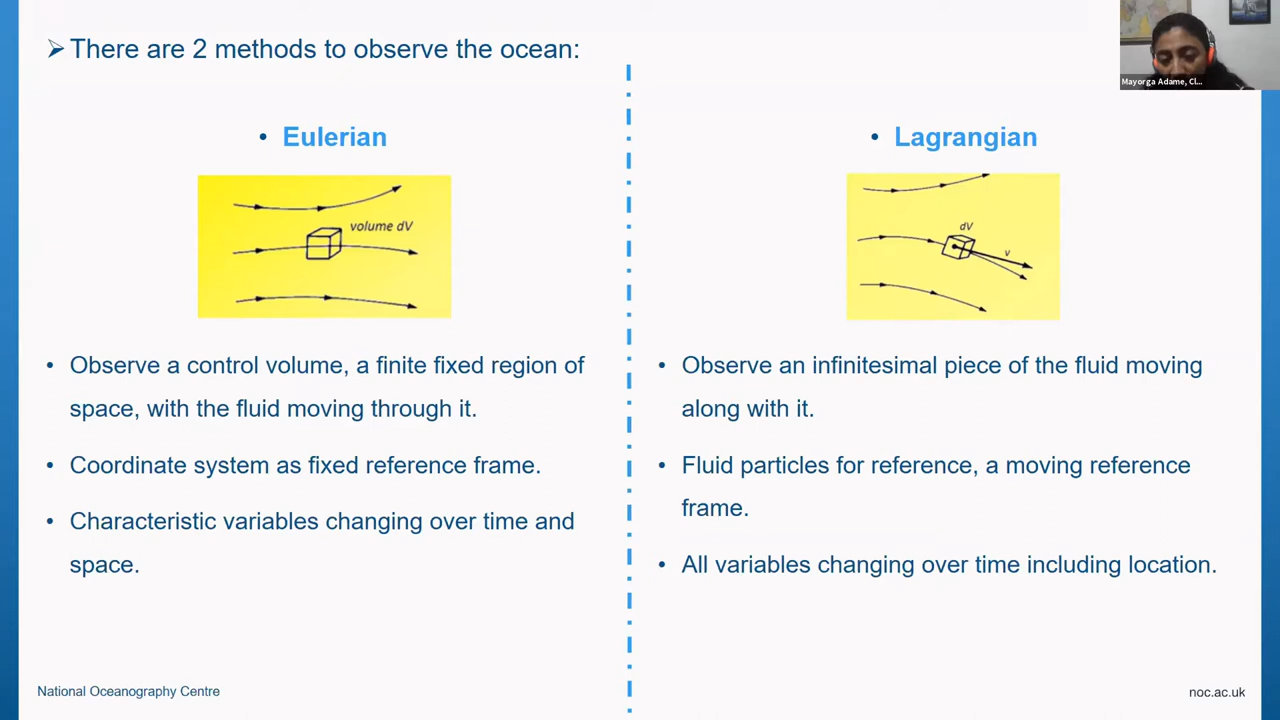 ➢There are 2 methods to observe the ocean:
• Eulerian
volume dV
• Observe a control volume, a finite fixed region of
space, with the fluid moving through it.
• Coordinate system as fixed reference frame.
• Characteristic variables changing over time and
space.
• Lagrangian
dV
v
• Observe an infinitesimal piece of the fluid moving
along with it.
• Fluid particles for reference, a moving reference
frame.
• All variables changing over time including location.
Mayorga Adame, Cl...
National Oceanography Centre
noc.ac.uk